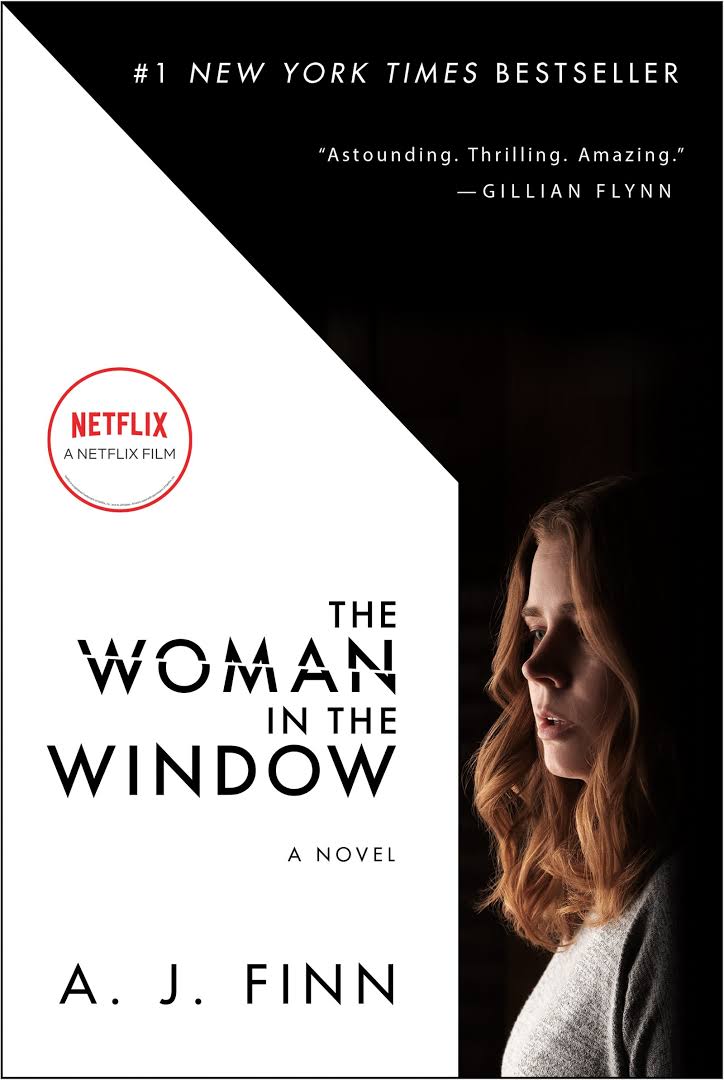 #1 NEW YORK TIMES BESTSELLER
“Astounding. Thrilling. Amazing.”
—GILLIAN FLYNN
NETFLIX
A NETFLIX FILM
THE
WOMAN
IN THE
WINDOW
A NOVEL
A. J. FINN